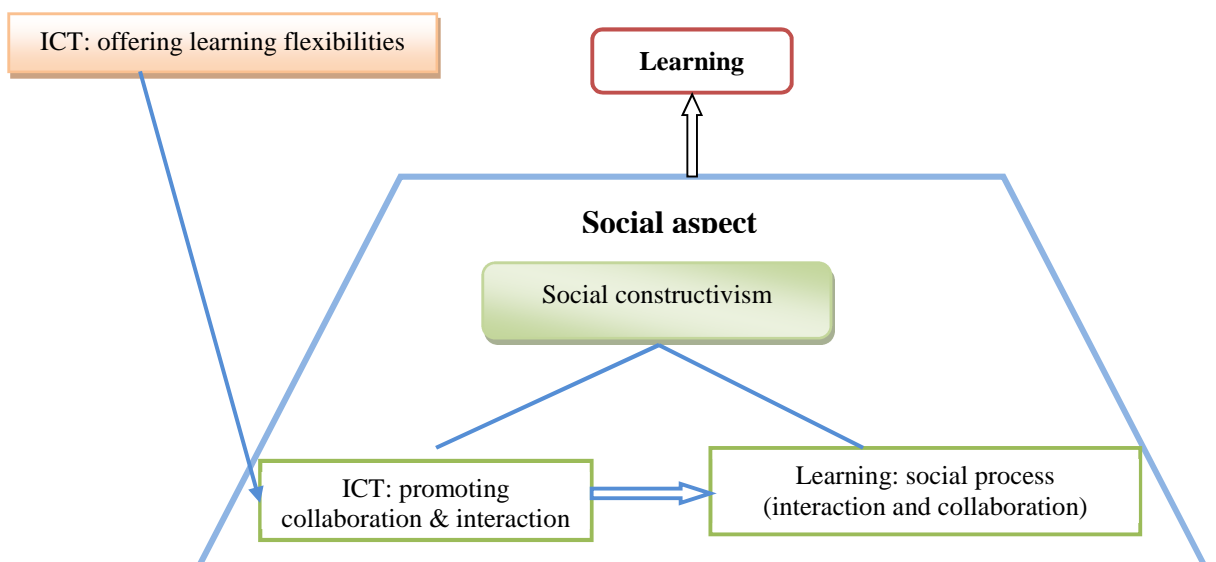 ICT: offering learning flexibilities
Learning
Social aspect
Social constructivism
ICT: promoting
collaboration & interaction
Learning: social process
(interaction and collaboration)